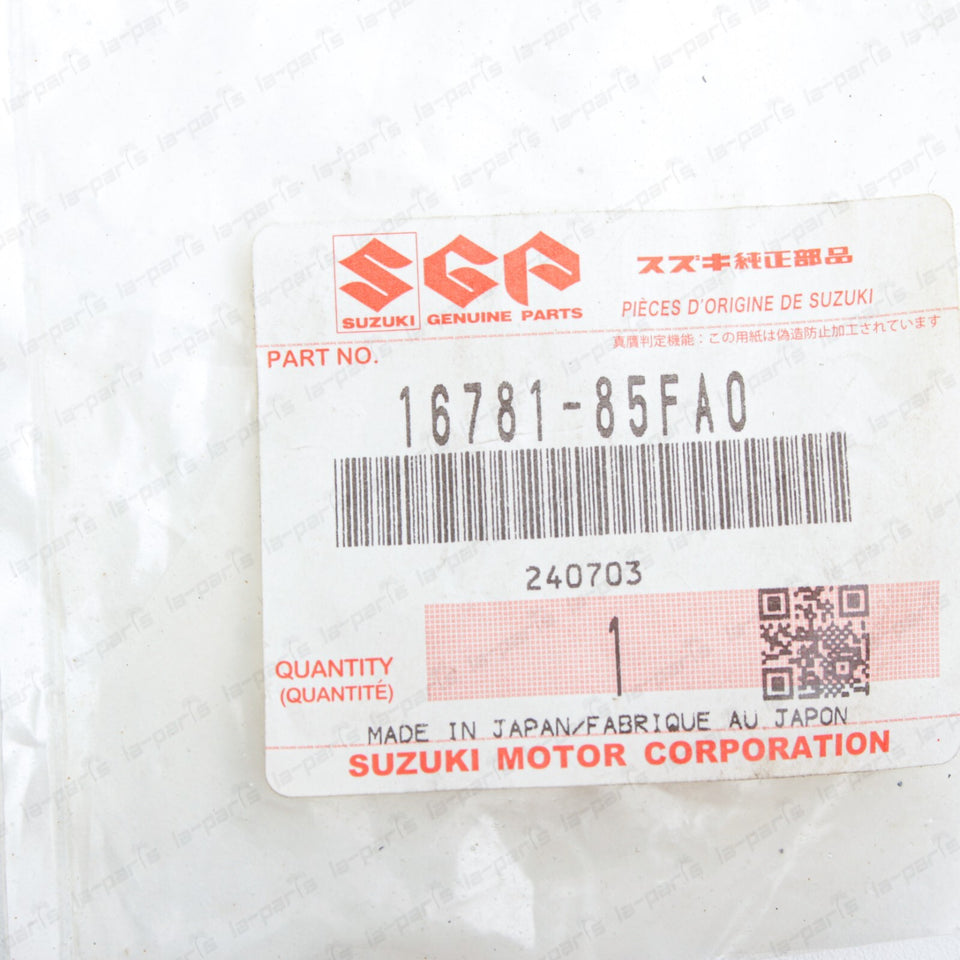 SGP
SUZUKI GENUINE PARTS
スズキ純正部品
PIÈCES D'ORIGINE DE SUZUKI
真贋判定機能：この用紙は偽造防止加工されています
PART NO.
16781-85FA0
240703
QUANTITY
(QUANTITÉ)
1
MADE IN JAPAN/FABRIQUE AU JAPON
SUZUKI MOTOR CORPORATION
la-parts